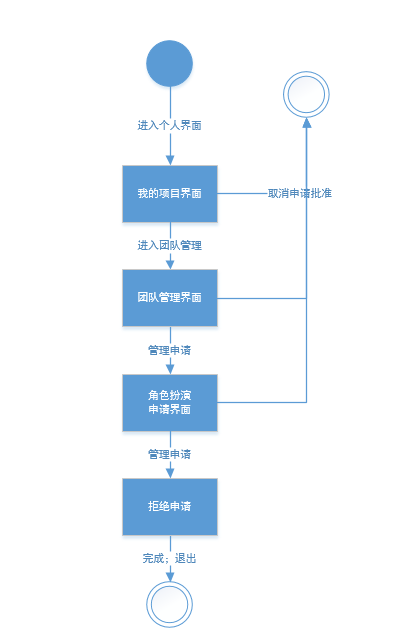 进入个人界面
我的项目界面
取消申请批准
进入团队管理
团队管理界面
管理申请
角色扮演
申请界面
管理申请
拒绝申请
完成；退出